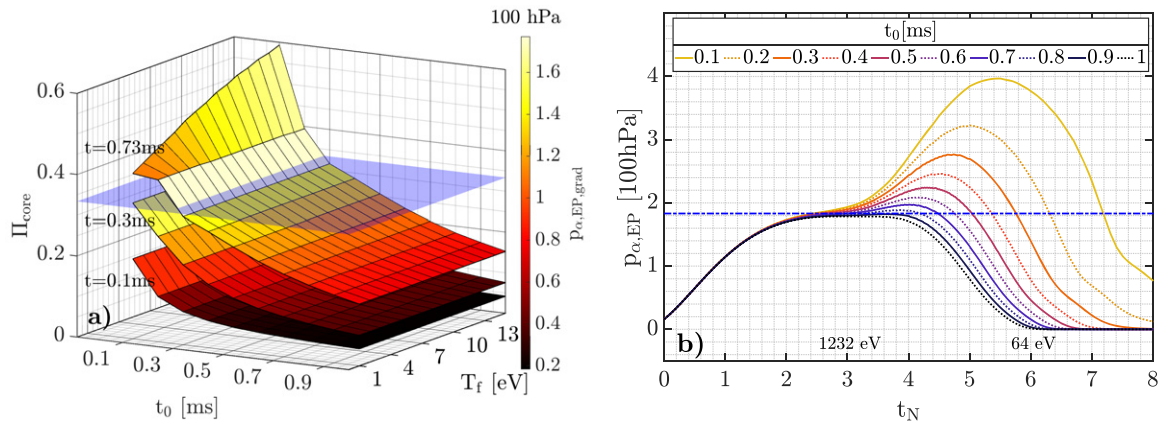 100 hPa
0.6
0.4
0.2
0
Π_core
t=0.73ms
t=0.3ms
t=0.1ms
a)
0.1
0.3
0.5
0.7
0.9
t_0 [ms]
1
4
7
10
13
T_f [eV]
1.6
1.4
1.2
1
0.8
0.6
0.4
0.2
p_α,EP,grad
t_0[ms]
0.1 0.2 0.3 0.4 0.5 0.6 0.7 0.8 0.9 1
4
3
2
1
0
p_α,EP [100hPa]
b)
1232 eV
64 eV
0 1 2 3 4 5 6 7 8
t_N